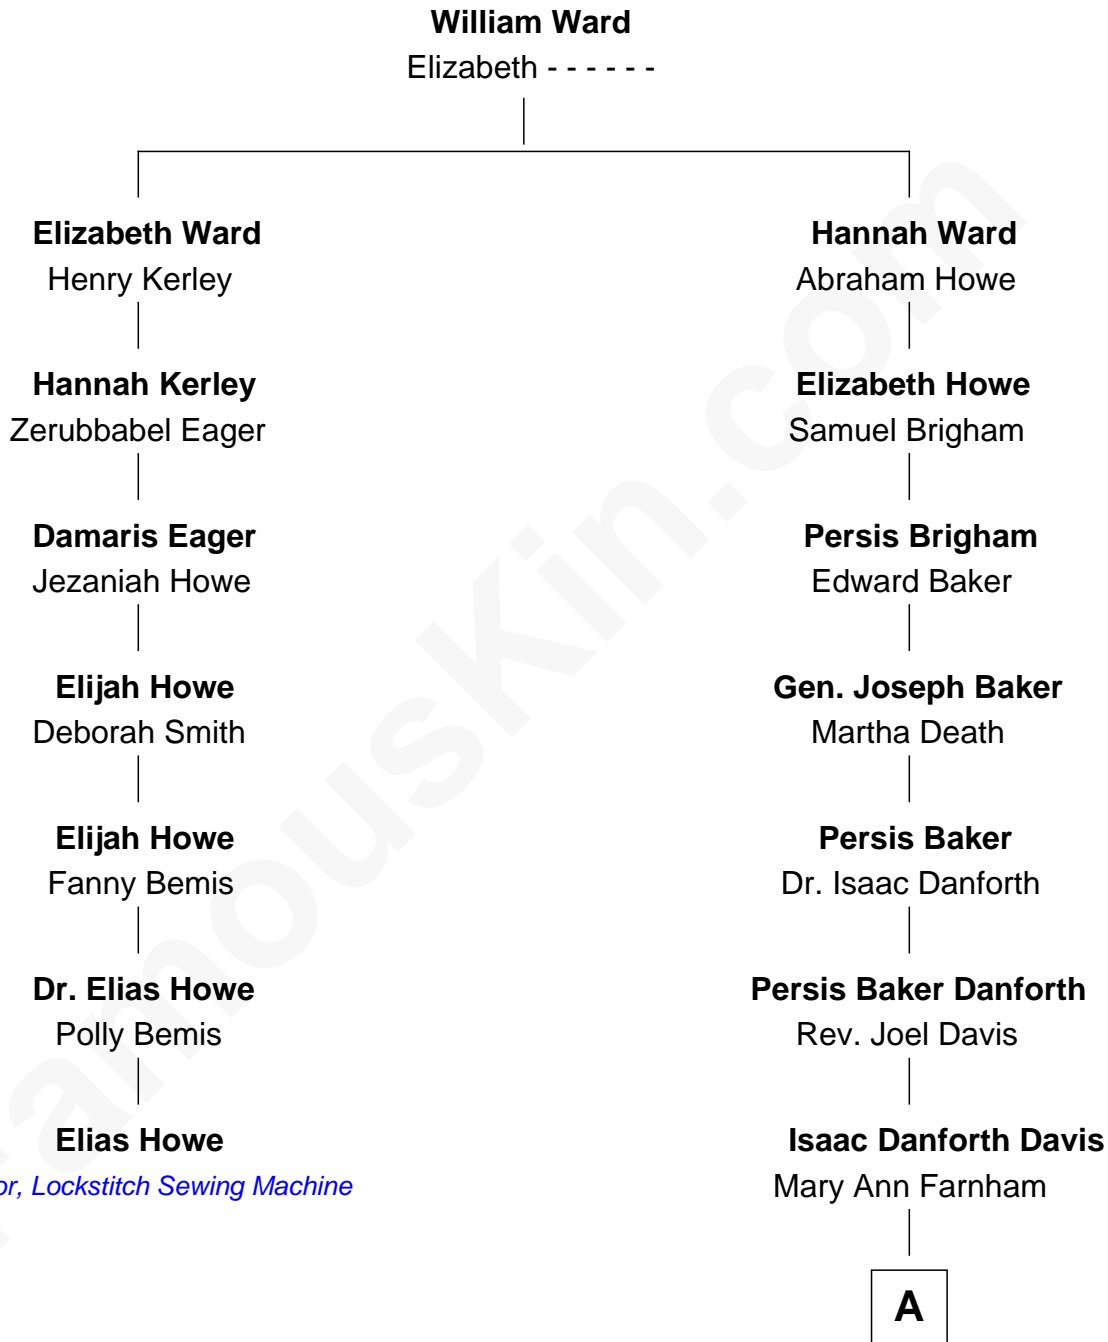 William Ward
Elizabeth - - - - - -
Elizabeth Ward
Henry Kerley
Hannah Ward
Abraham Howe
Hannah Kerley
Zerubbabel Eager
Elizabeth Howe
Samuel Brigham
Damaris Eager
Jezaniah Howe
Persis Brigham
Edward Baker
Elijah Howe
Deborah Smith
Gen. Joseph Baker
Martha Death
Elijah Howe
Fanny Bemis
Persis Baker
Dr. Isaac Danforth
Dr. Elias Howe
Polly Bemis
Persis Baker Danforth
Rev. Joel Davis
Elias Howe
or, Lockstitch Sewing Machine
Isaac Danforth Davis
Mary Ann Farnham
A
FamousKin.com